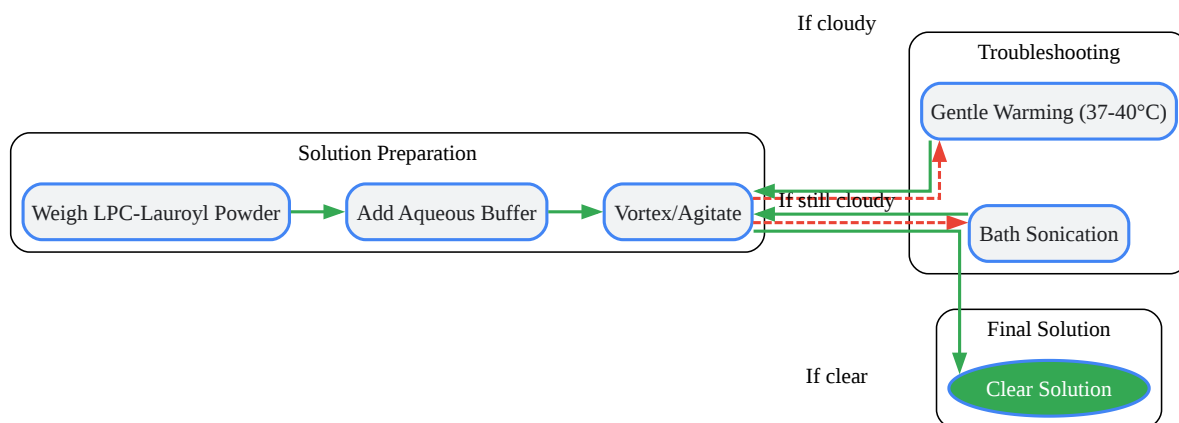 If cloudy
Troubleshooting
Gentle Warming (37-40°C)
Solution Preparation
Weigh LPC-Lauroyl Powder
Add Aqueous Buffer
Vortex/Agitate
If still cloudy
Bath Sonication
Final Solution
If clear
Clear Solution